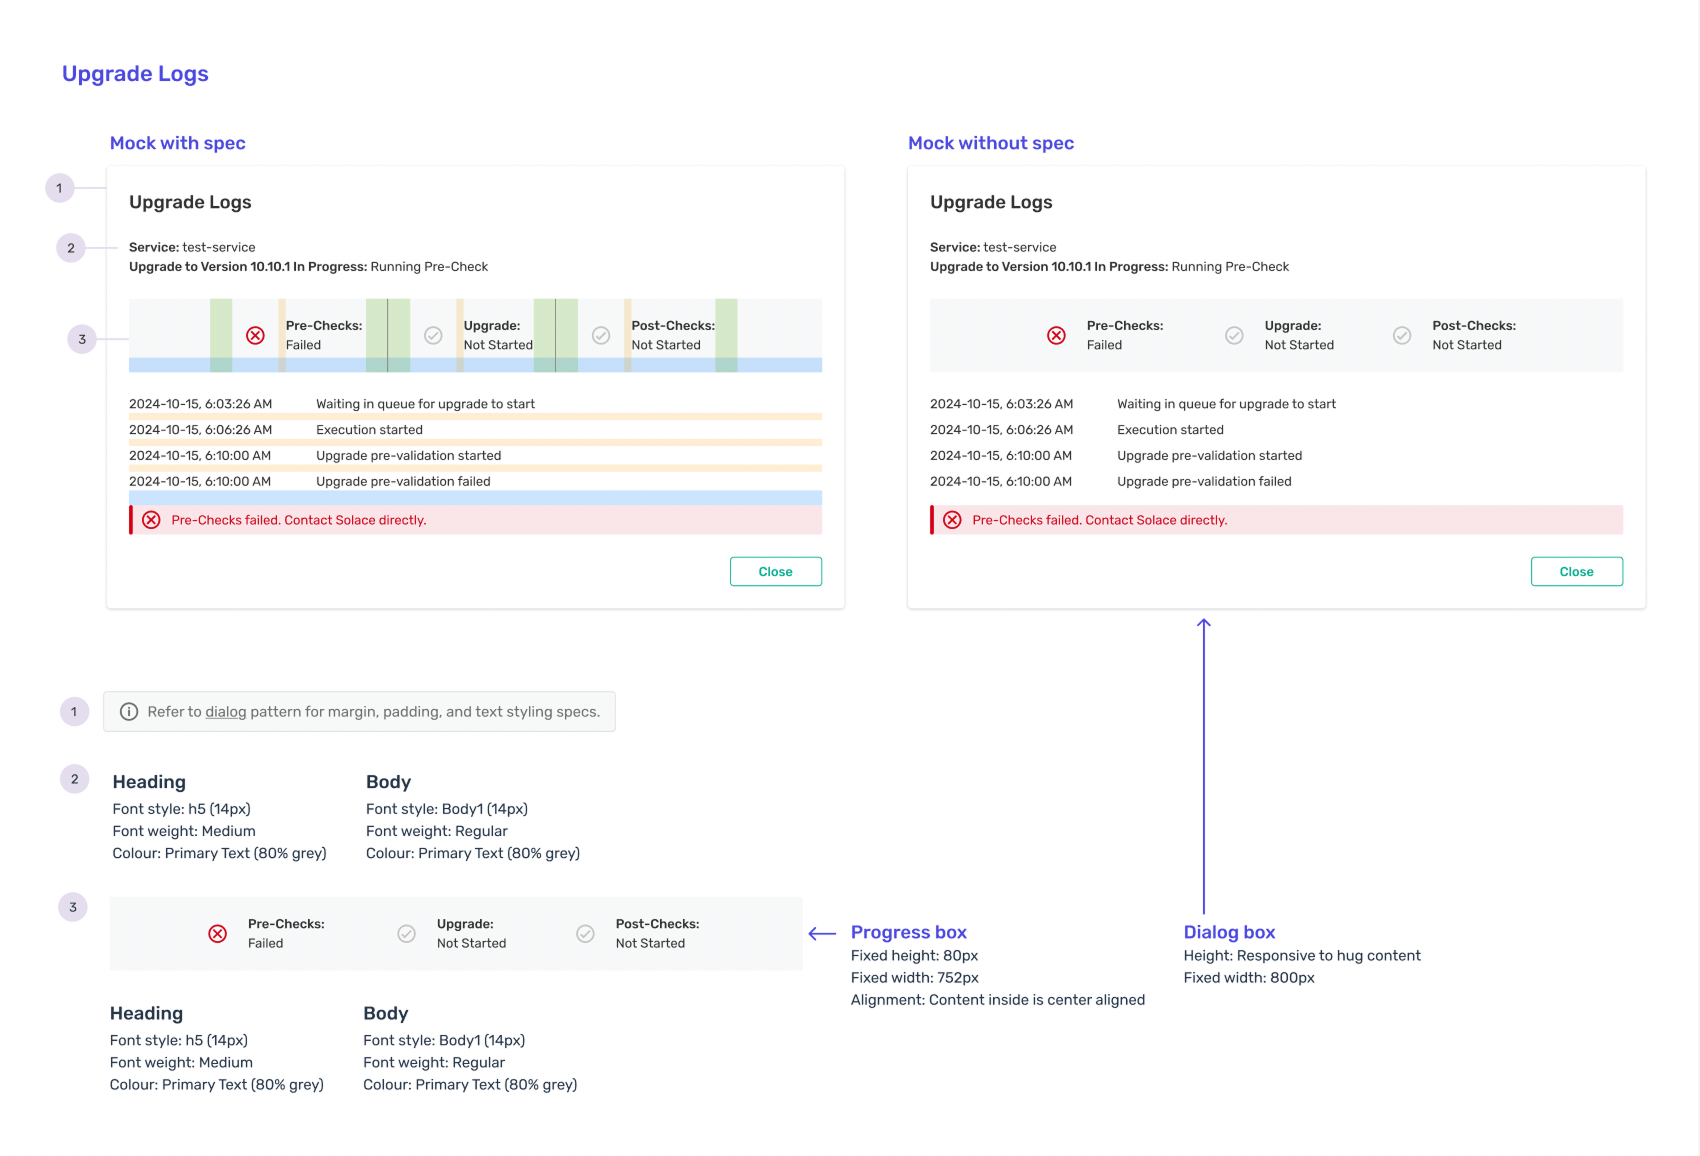 Upgrade Logs
Mock with spec
1
Upgrade Logs
2
Service: test-service
Upgrade to Version 10.10.1 In Progress: Running Pre-Check
3
Pre-Checks:
Failed
Upgrade:
Not Started
Post-Checks:
Not Started
2024-10-15, 6:03:26 AM Waiting in queue for upgrade to start
2024-10-15, 6:06:26 AM Execution started
2024-10-15, 6:10:00 AM Upgrade pre-validation started
2024-10-15, 6:10:00 AM Upgrade pre-validation failed
Pre-Checks failed. Contact Solace directly.
Close
Mock without spec
Upgrade Logs
Service: test-service
Upgrade to Version 10.10.1 In Progress: Running Pre-Check
Pre-Checks:
Failed
Upgrade:
Not Started
Post-Checks:
Not Started
2024-10-15, 6:03:26 AM Waiting in queue for upgrade to start
2024-10-15, 6:06:26 AM Execution started
2024-10-15, 6:10:00 AM Upgrade pre-validation started
2024-10-15, 6:10:00 AM Upgrade pre-validation failed
Pre-Checks failed. Contact Solace directly.
Close
1
Refer to dialog pattern for margin, padding, and text styling specs.
2
Heading
Font style: h5 (14px)
Font weight: Medium
Colour: Primary Text (80% grey)
Body
Font style: Body1 (14px)
Font weight: Regular
Colour: Primary Text (80% grey)
3
Pre-Checks:
Failed
Upgrade:
Not Started
Post-Checks:
Not Started
Progress box
Fixed height: 80px
Fixed width: 752px
Alignment: Content inside is center aligned
Dialog box
Height: Responsive to hug content
Fixed width: 800px
Heading
Font style: h5 (14px)
Font weight: Medium
Colour: Primary Text (80% grey)
Body
Font style: Body1 (14px)
Font weight: Regular
Colour: Primary Text (80% grey)